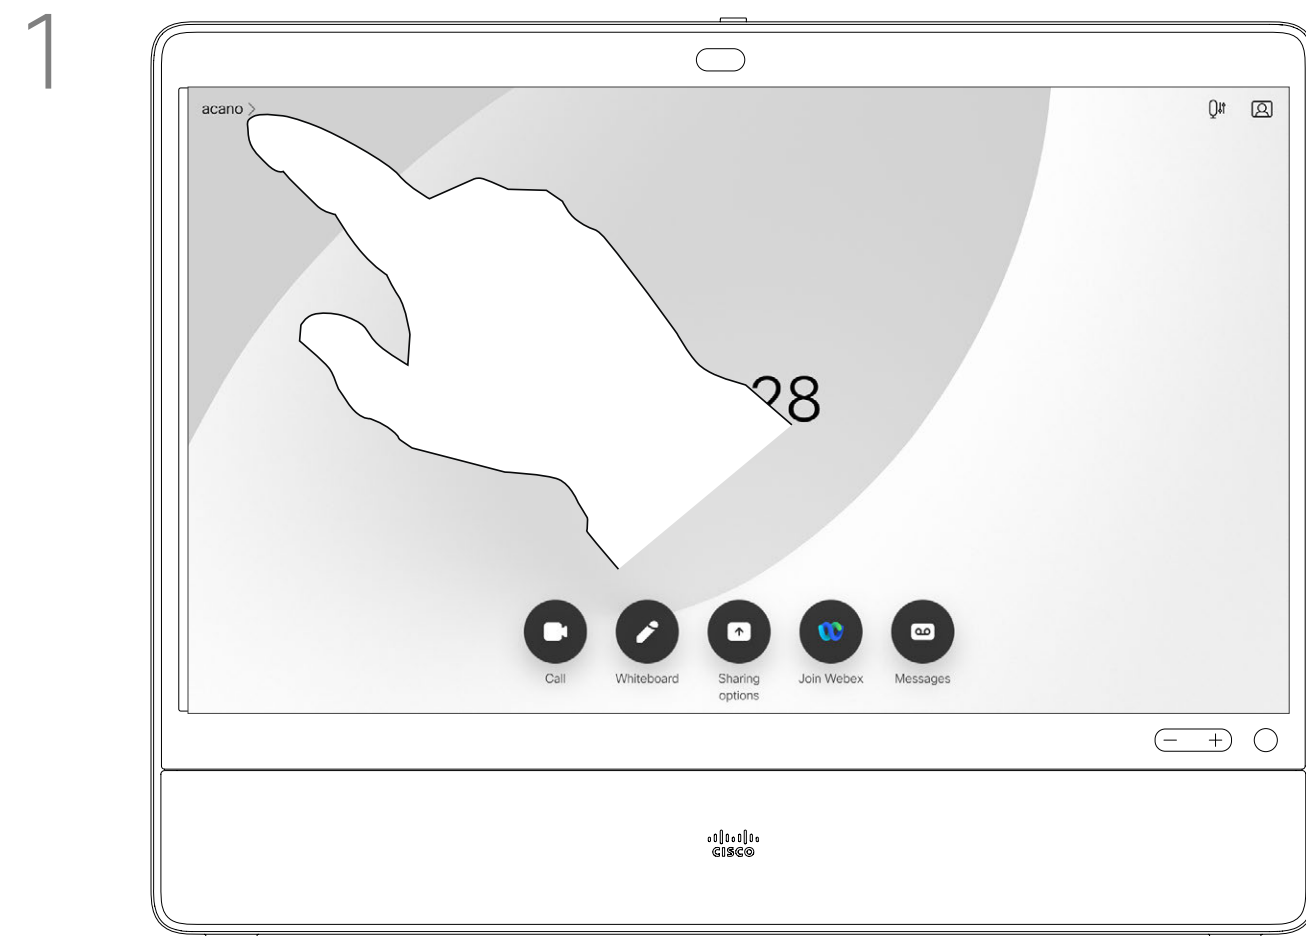 1
acano >
28
Call
Whiteboard
Sharing
options
Join Webex
Messages
− +
CISCO